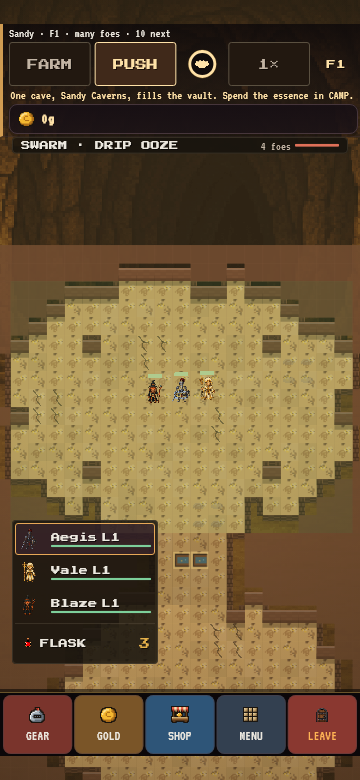 Sandy · F1 · many foes · 10 next
FARM
PUSH
1×
F1
One cave, Sandy Caverns, fills the vault. Spend the essence in CAMP.
0g
SWARM · DRIP OOZE
4 foes
Aegis L1
Vale L1
Blaze L1
FLASK 3
GEAR
GOLD
SHOP
MENU
LEAVE